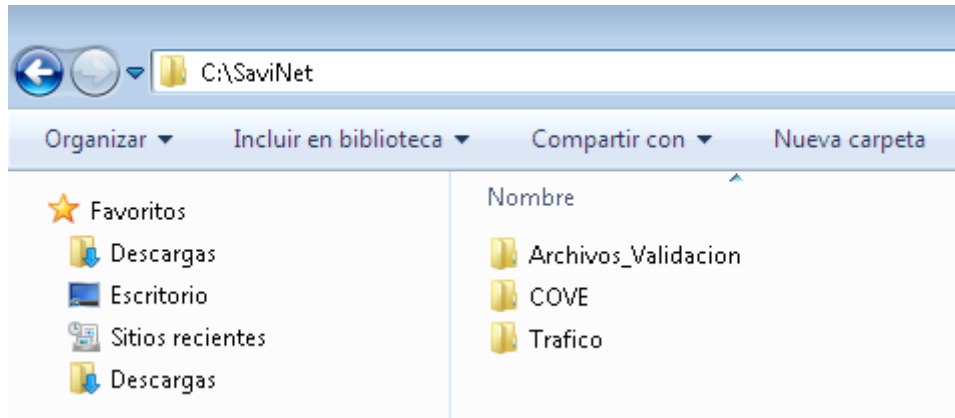 C:\SaviNet
Organizar Incluir en biblioteca Compartir con Nueva carpeta
Favoritos
Descargas
Escritorio
Sitios recientes
Descargas
Nombre
Archivos_Validacion
COVE
Trafico